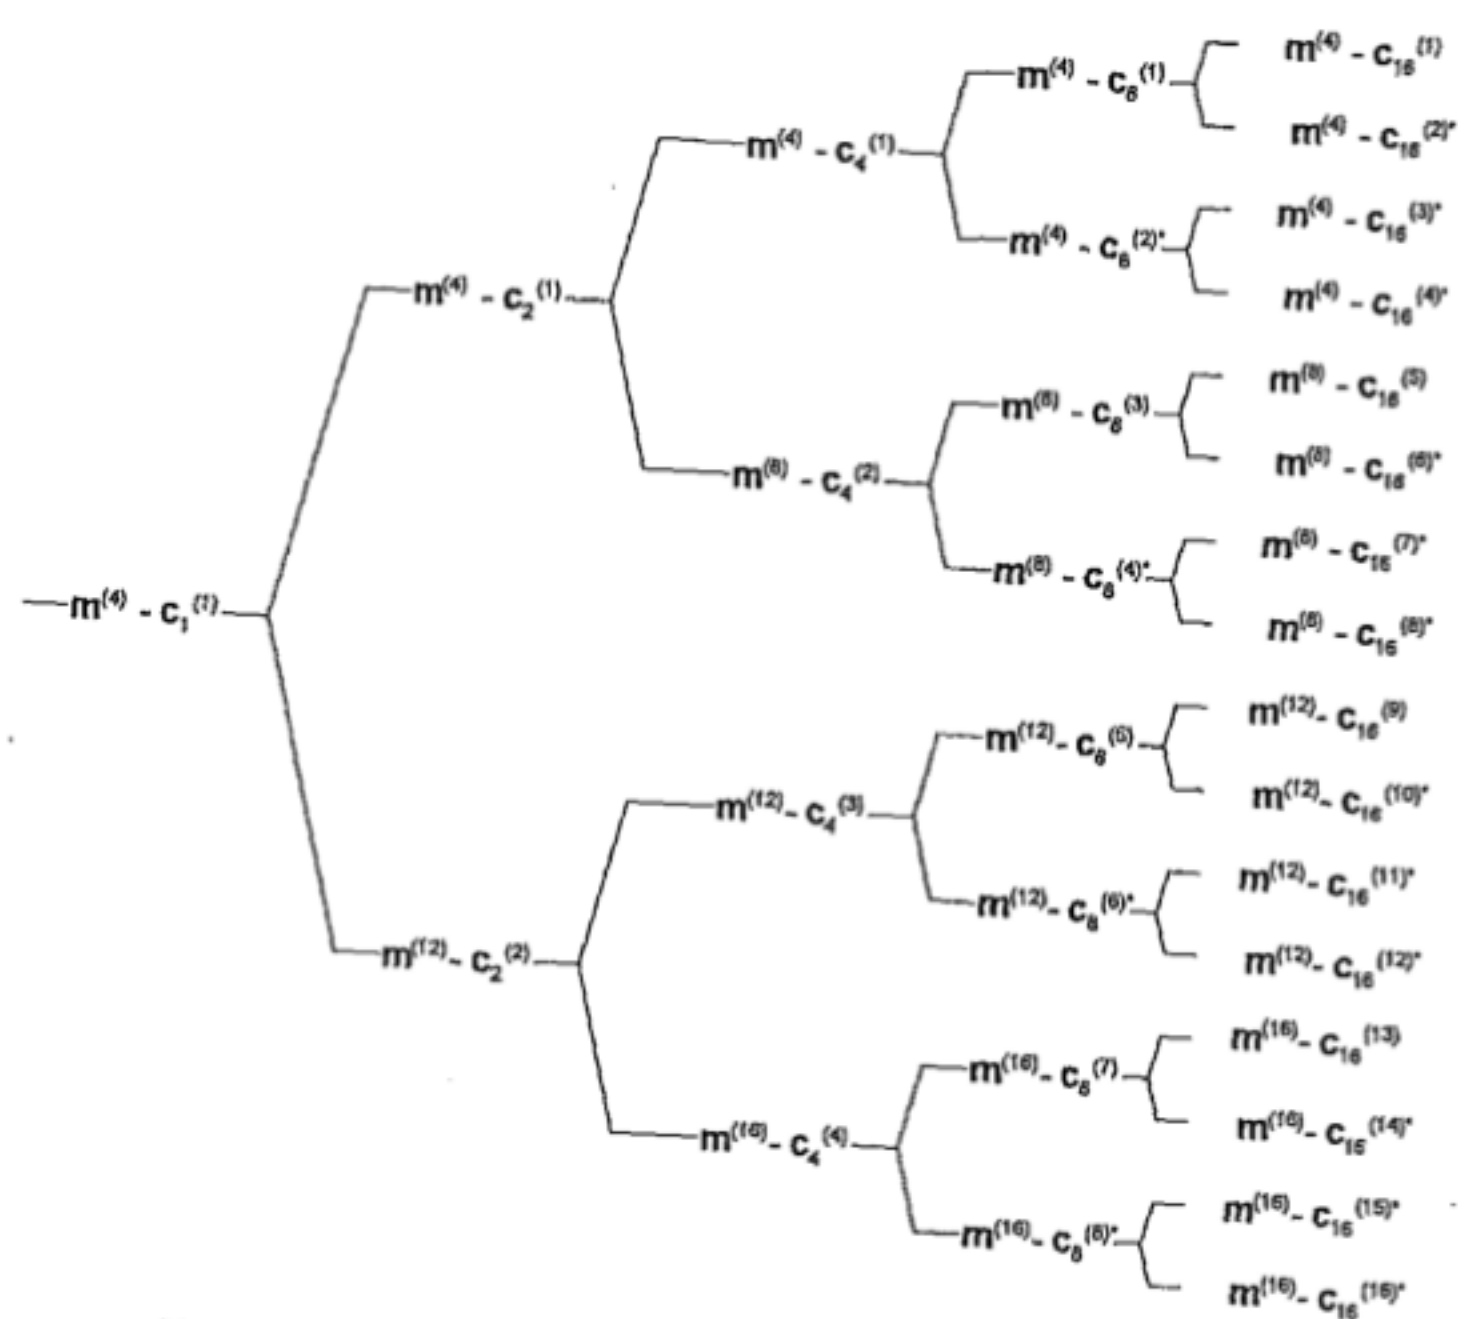 m(4) - c16(1)
m(4) - c8(1)
m(4) - c16(2)*
m(4) - c4(1)
m(4) - c16(3)*
m(4) - c8(2)*
m(4) - c16(4)*
m(4) - c2(1)
m(8) - c16(5)
m(8) - c8(3)
m(8) - c16(6)*
m(8) - c4(2)
m(8) - c16(7)*
m(8) - c8(4)*
m(8) - c16(8)*
m(4) - c1(1)
m(12) - c16(9)
m(12) - c8(5)
m(12) - c16(10)*
m(12) - c4(3)
m(12) - c16(11)*
m(12) - c8(6)*
m(12) - c16(12)*
m(12) - c2(2)
m(16) - c16(13)
m(16) - c8(7)
m(16) - c16(14)*
m(16) - c4(4)
m(16) - c16(15)*
m(16) - c8(8)*
m(16) - c16(16)*